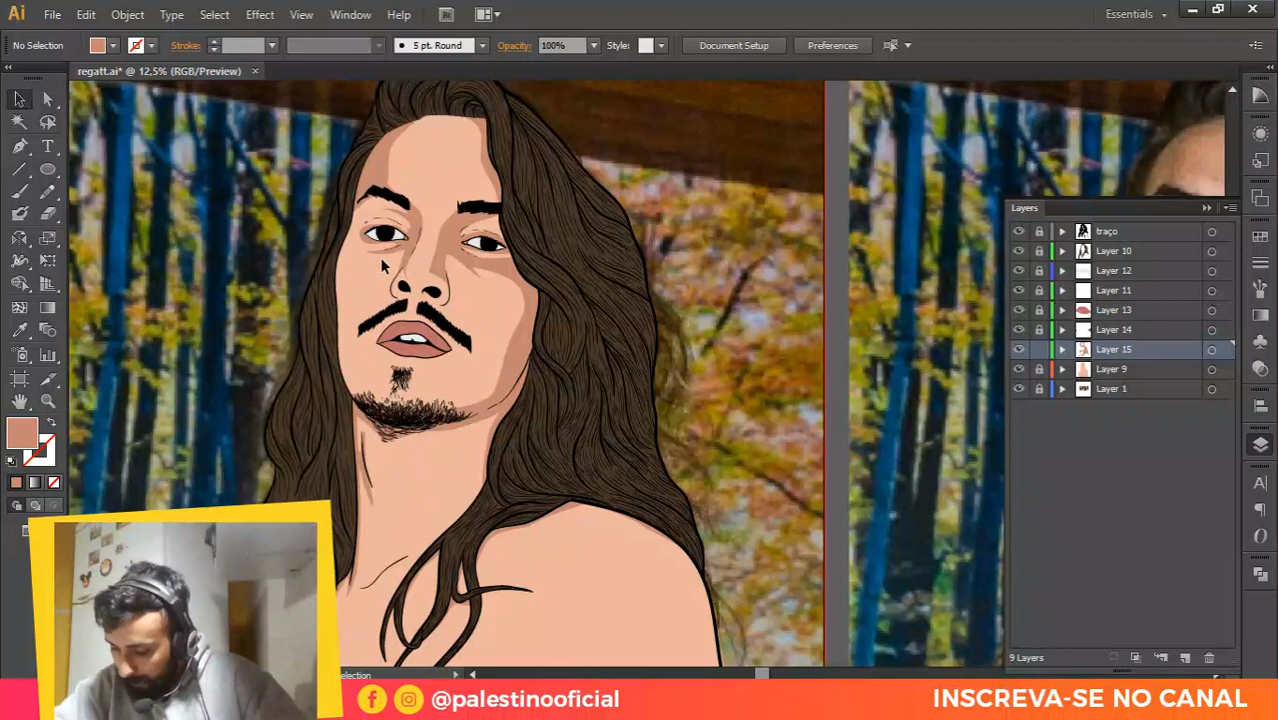 Ai File Edit Object Type Select Effect View Window Help Br Essentials
No Selection Stroke: 5 pt. Round Opacity: 100% Style: Document Setup Preferences
regatt.ai* @ 12,5% (RGB/Preview)
Layers
traço
Layer 10
Layer 12
Layer 11
Layer 13
Layer 14
Layer 15
Layer 9
Layer 1
9 Layers
@palestinooficial
INSCREVA-SE NO CANAL